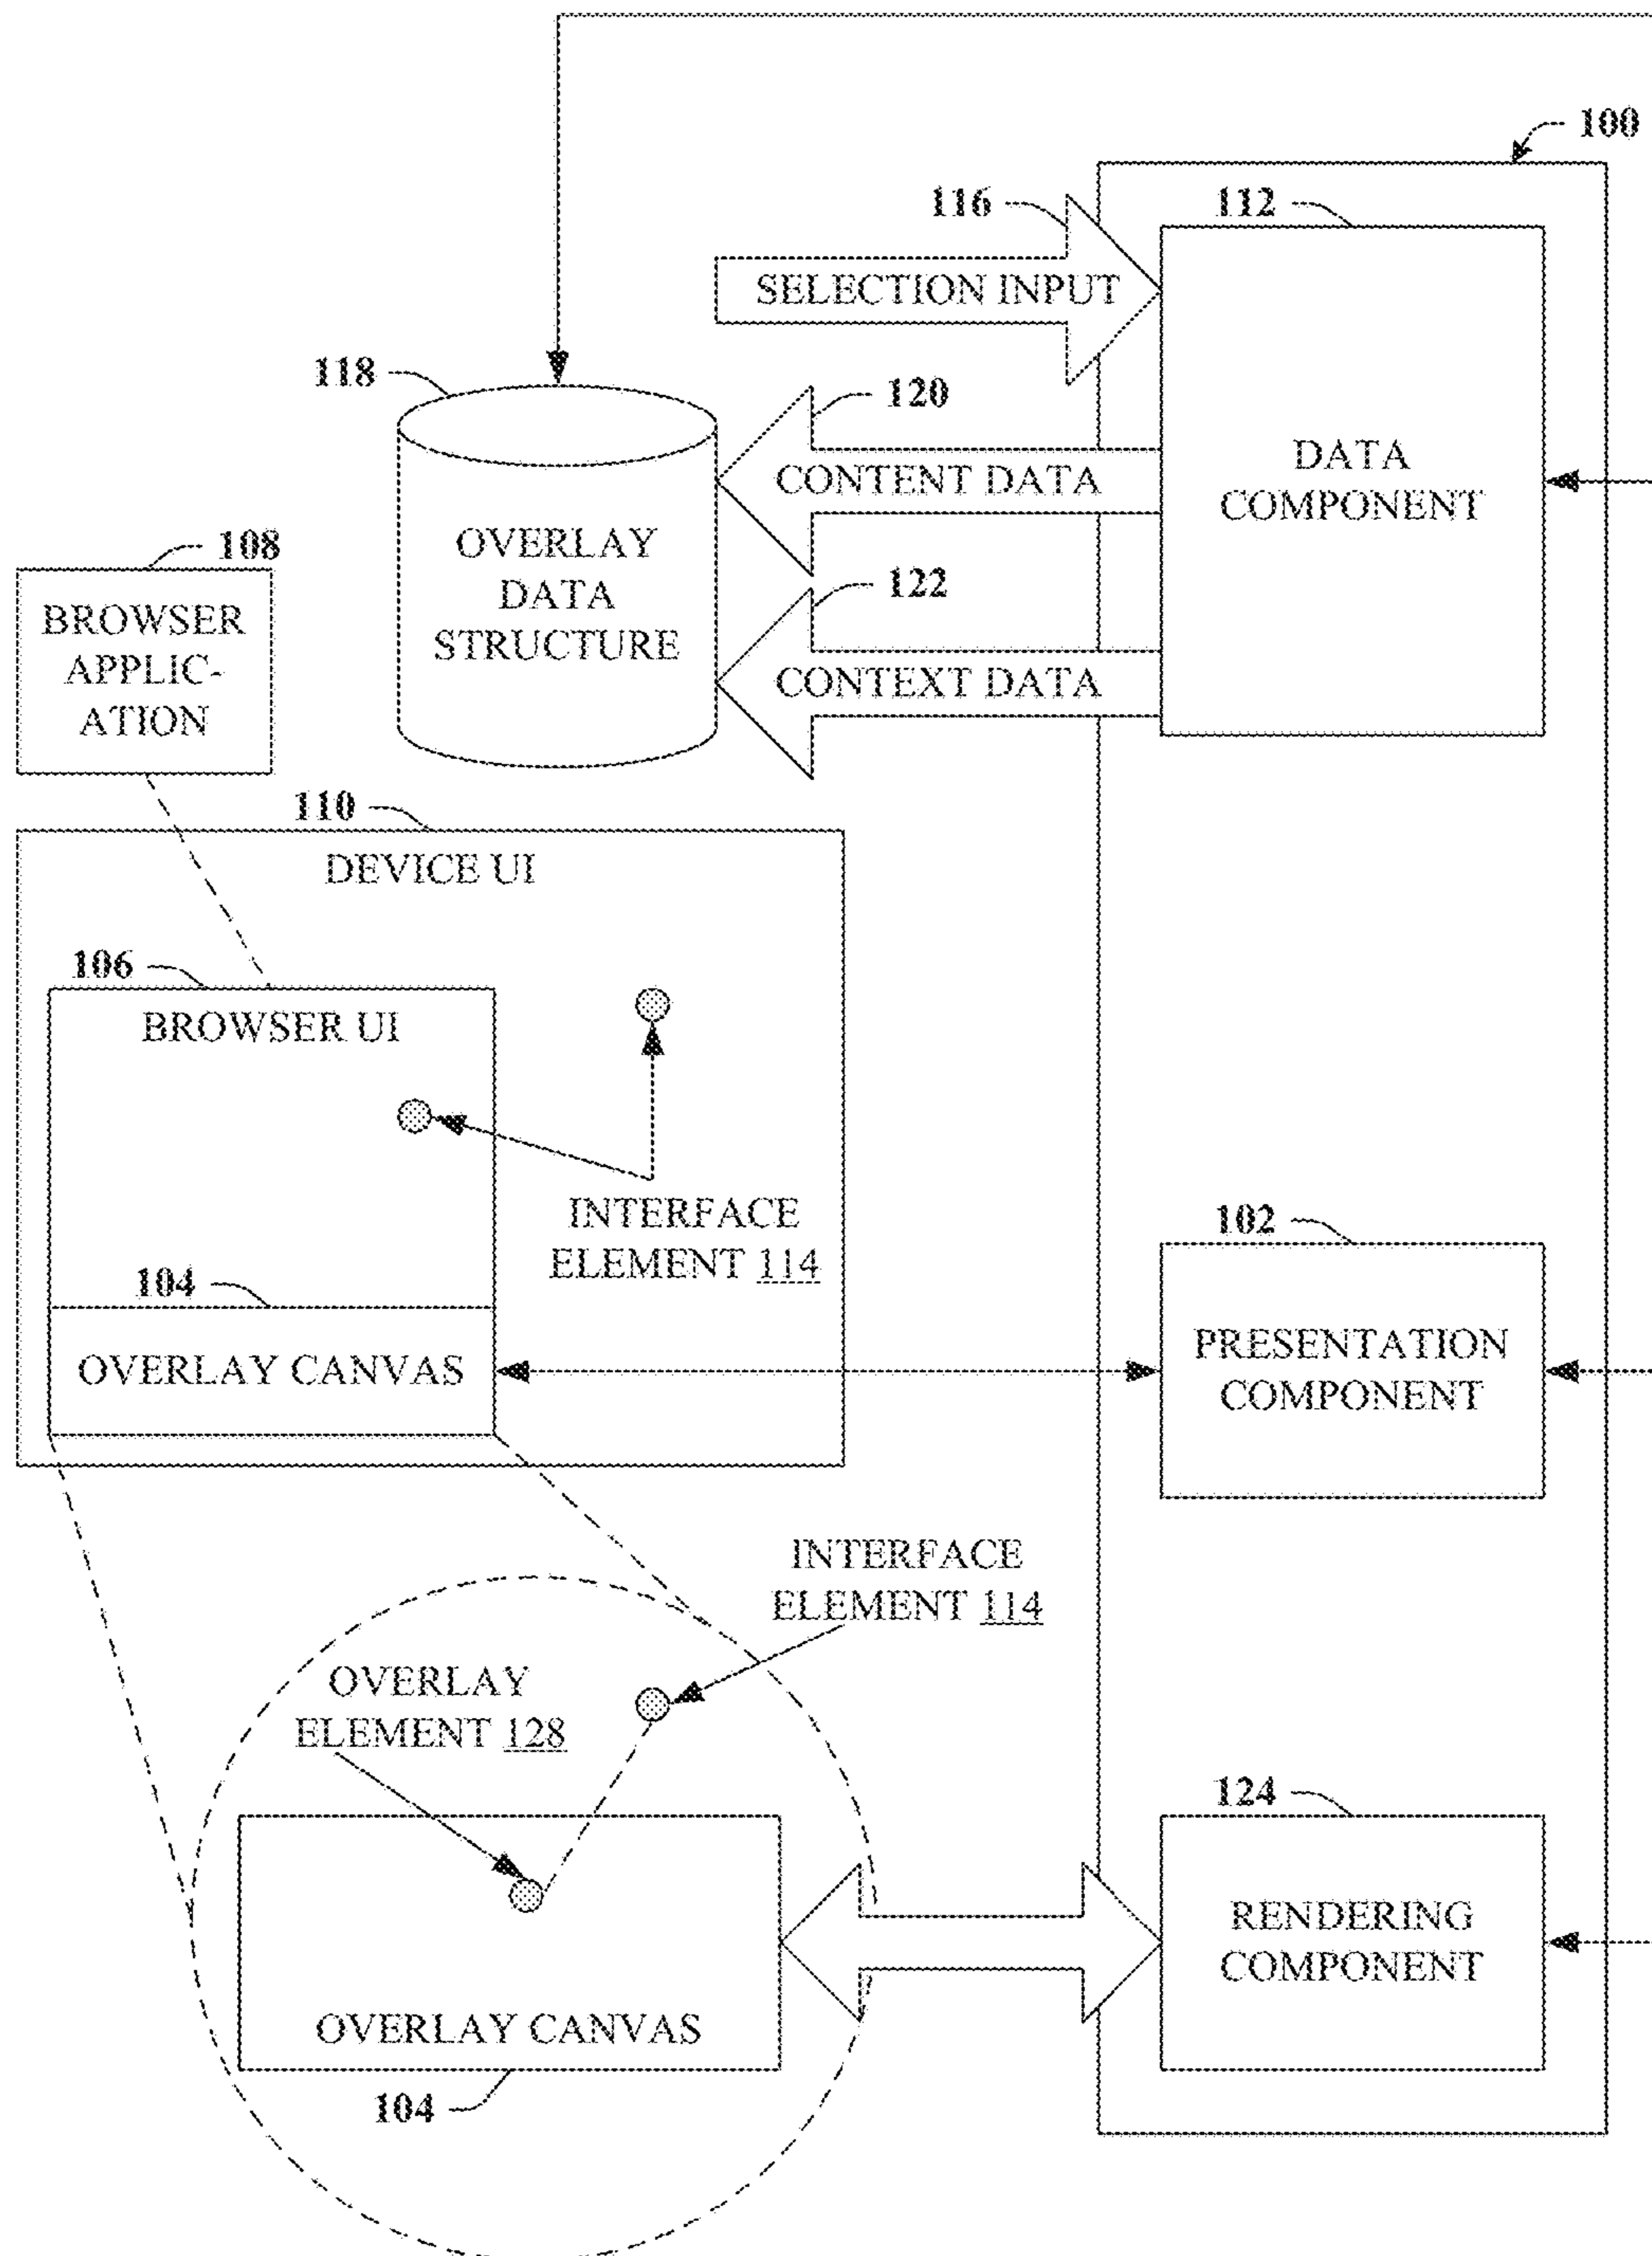 100
116
112
SELECTION INPUT
118
120
CONTENT DATA
DATA
COMPONENT
OVERLAY
DATA
STRUCTURE
108
BROWSER
APPLIC-
ATION
122
CONTEXT DATA
110
DEVICE UI
106
BROWSER UI
INTERFACE
ELEMENT 114
104
OVERLAY CANVAS
102
PRESENTATION
COMPONENT
INTERFACE
ELEMENT 114
OVERLAY
ELEMENT 128
124
RENDERING
COMPONENT
OVERLAY CANVAS
104